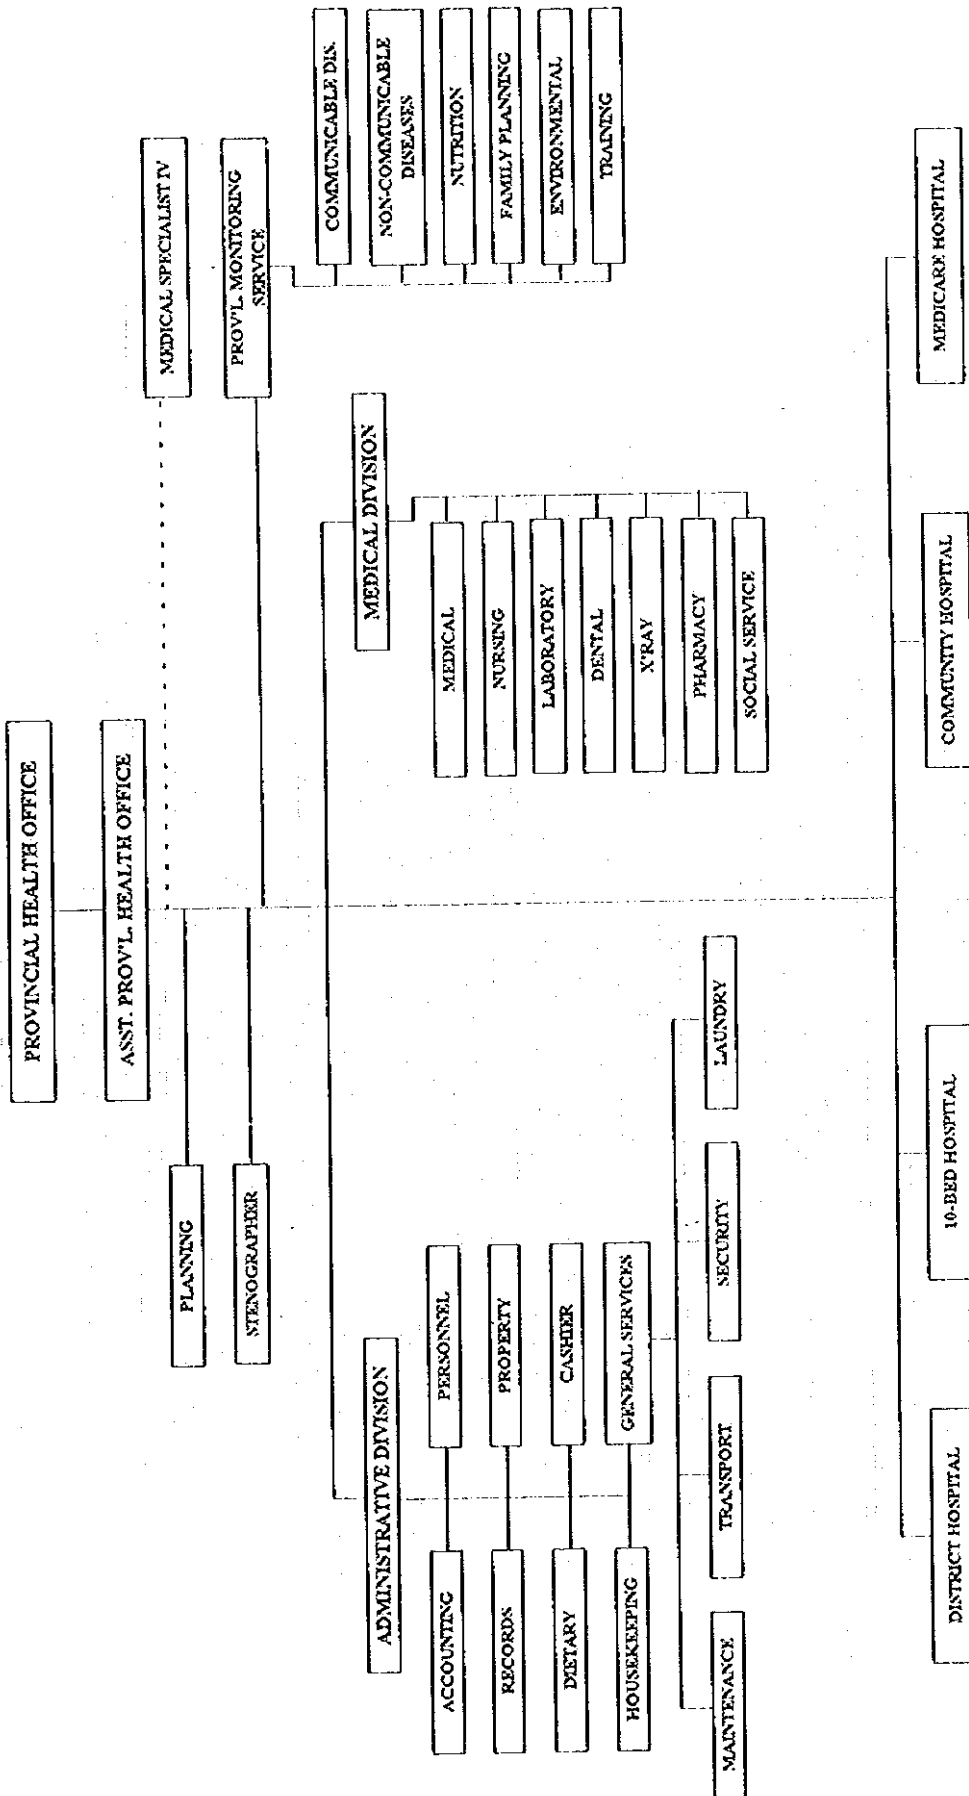 PROVINCIAL HEALTH OFFICE
ASST. PROV'L. HEALTH OFFICE
MEDICAL SPECIALIST IV
PLANNING
PROV'L. MONITORING
SERVICE
STENOGRAPHER
COMMUNICABLE DIS.
NON-COMMUNICABLE
DISEASES
NUTRITION
FAMILY PLANNING
ENVIRONMENTAL
TRAINING
ADMINISTRATIVE DIVISION
MEDICAL DIVISION
ACCOUNTING
PERSONNEL
RECORDS
PROPERTY
DIETARY
CASHIER
HOUSEKEEPING
GENERAL SERVICES
MEDICAL
NURSING
LABORATORY
DENTAL
X'RAY
PHARMACY
SOCIAL SERVICE
MAINTENANCE
TRANSPORT
SECURITY
LAUNDRY
DISTRICT HOSPITAL
10-BED HOSPITAL
COMMUNITY HOSPITAL
MEDICARE HOSPITAL